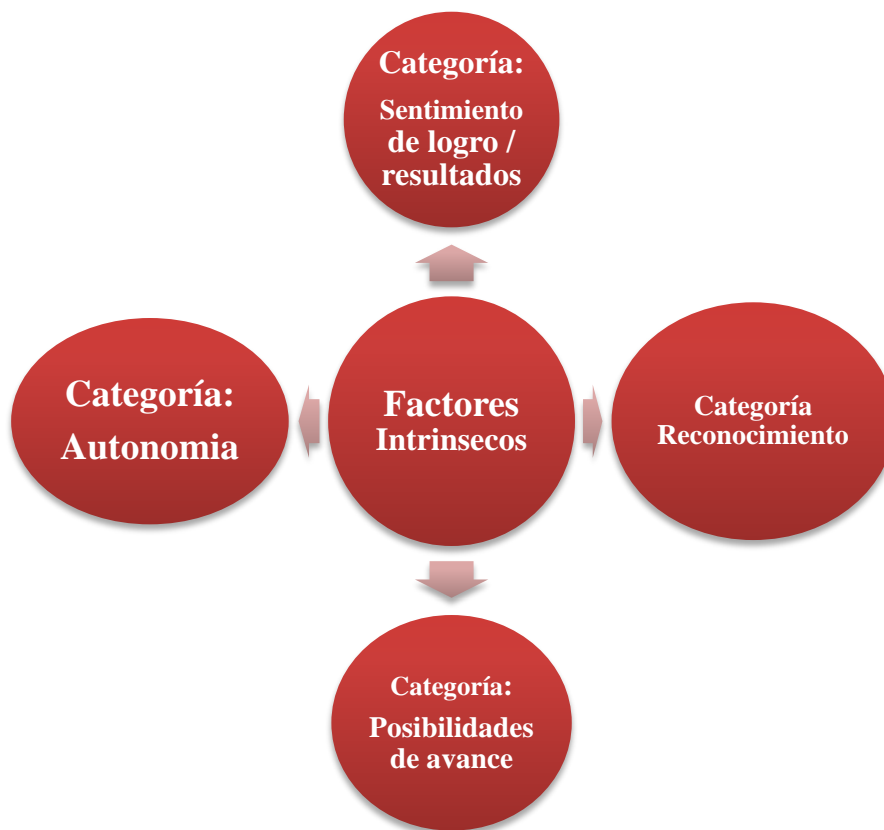 Categoría:
Sentimiento
de logro /
resultados
Categoría:
Autonomia
Factores
Intrinsecos
Categoría
Reconocimiento
Categoría:
Posibilidades
de avance